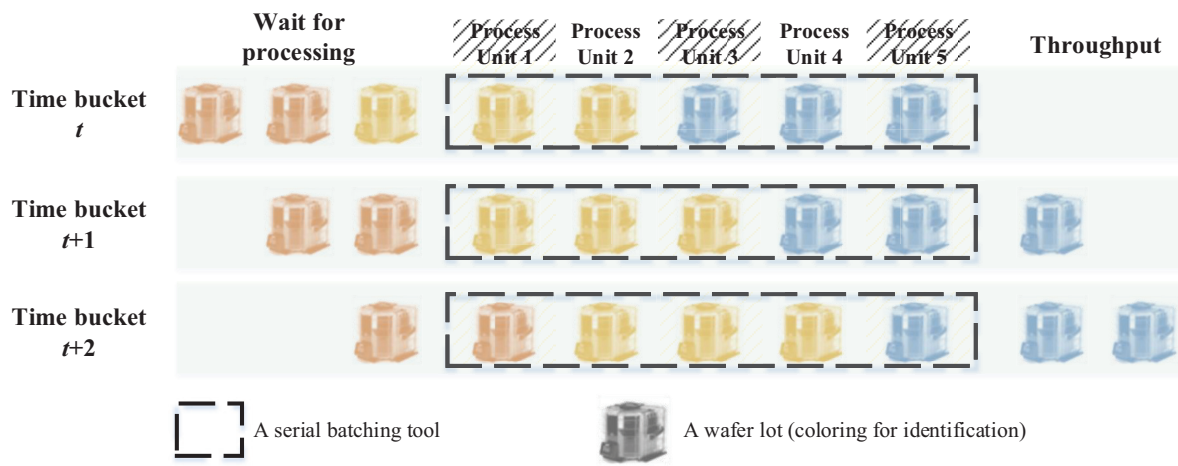 Wait for
processing
Process
Unit 1
Process
Unit 2
Process
Unit 3
Process
Unit 4
Process
Unit 5
Throughput
Time bucket
t
Time bucket
t+1
Time bucket
t+2
A serial batching tool
A wafer lot (coloring for identification)